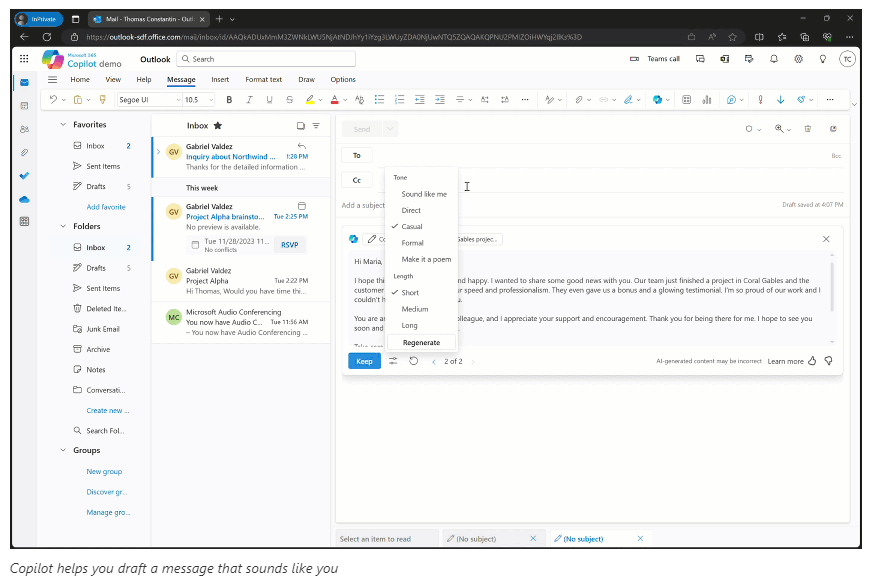 InPrivate
Mail - Thomas Constantin - Outl
https://outlook-sdf.office.com/mail/inbox/id/
Microsoft 365
Copilot demo
Outlook
Search
Teams call
TC
Home View Help Message Insert Format text Draw Options
Segoe UI 10.5 B I U S
Favorites
Inbox 2
Sent Items
Drafts 5
Add favorite
Folders
Inbox 2
Drafts 5
Sent Items
Deleted Ite...
Junk Email
Archive
Notes
Conversati...
Create new ...
Search Fol...
Groups
New group
Discover gr...
Manage gro...
Inbox
GV
Gabriel Valdez
Inquiry about Northwind ... 1:28 PM
Thanks for the detailed information ...
This week
GV
Gabriel Valdez
Project Alpha brainsto... Tue 2:25 PM
No preview is available.
Tue 11/28/2023 11...
No conflicts
RSVP
GV
Gabriel Valdez
Project Alpha Tue 2:22 PM
Hi Thomas, Would you have time thi...
MC
Microsoft Audio Conferencing
You now have Audio C... Tue 11:56 AM
– You now have Audio Conferencing ...
Send
To
Bcc
Cc
Add a subject
Draft saved at 4:07 PM
Gables projec...
Hi Maria,
I hope th
nd happy. I wanted to share some good news with you. Our team just finished a project in Coral Gables and the
customer
r speed and professionalism. They even gave us a bonus and a glowing testimonial. I'm so proud of our work and I
couldn't h
u.
You are a
lleague, and I appreciate your support and encouragement. Thank you for being there for me. I hope to see you
soon and
Tone
Sound like me
Direct
Casual
Formal
Make it a poem
Length
Short
Medium
Long
Regenerate
Keep
2 of 2
AI-generated content may be incorrect Learn more
Select an item to read
(No subject)
(No subject)
Copilot helps you draft a message that sounds like you